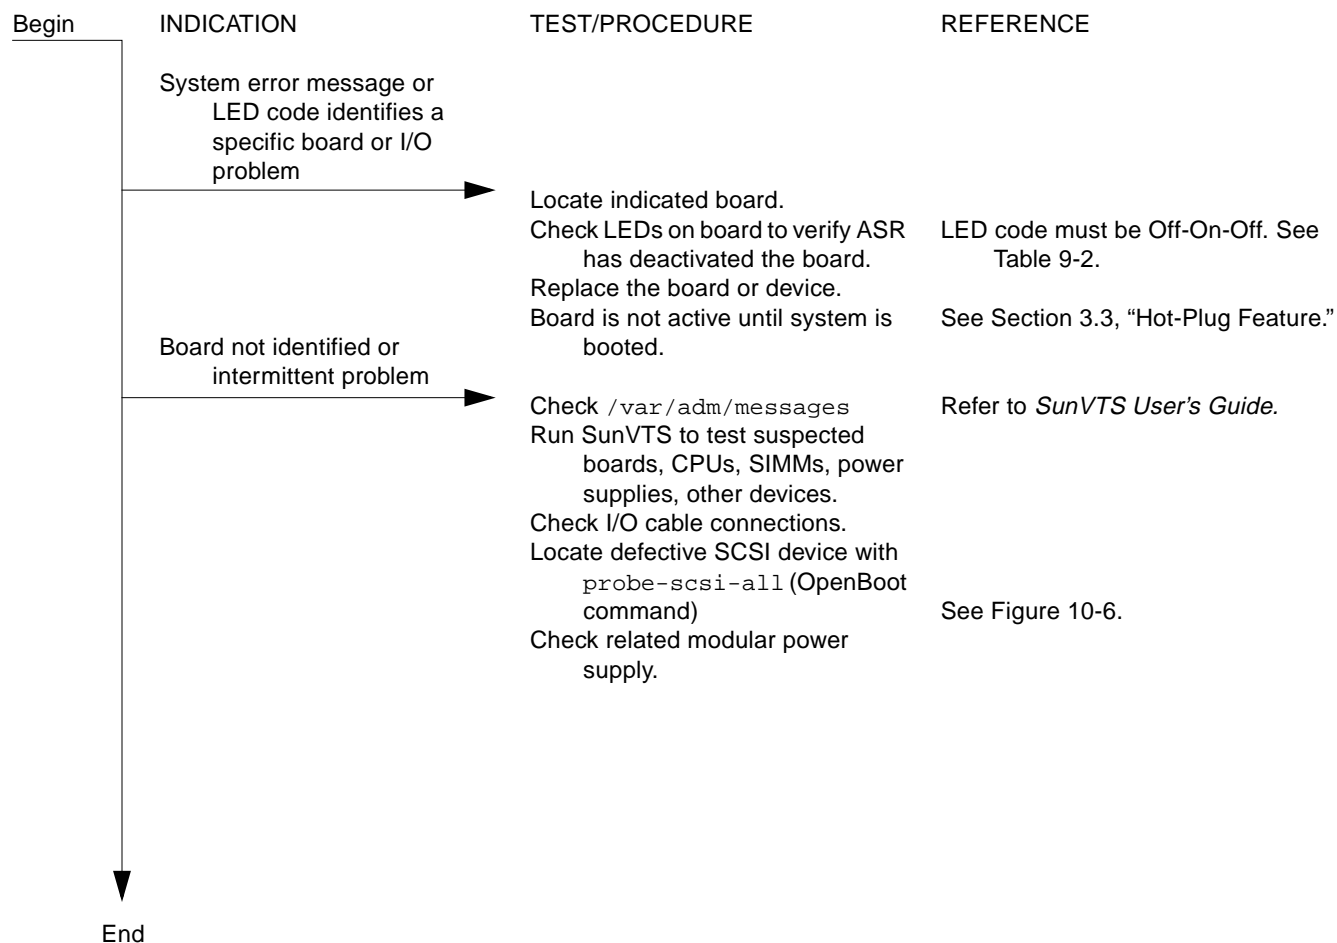 Begin INDICATION TEST/PROCEDURE REFERENCE
System error message or
LED code identifies a
specific board or I/O
problem
Locate indicated board.
Check LEDs on board to verify ASR
has deactivated the board.
LED code must be Off-On-Off. See
Table 9-2.
Replace the board or device.
Board is not active until system is
booted.
See Section 3.3, “Hot-Plug Feature.”
Board not identified or
intermittent problem
Check /var/adm/messages
Refer to SunVTS User's Guide.
Run SunVTS to test suspected
boards, CPUs, SIMMs, power
supplies, other devices.
Check I/O cable connections.
Locate defective SCSI device with
probe-scsi-all (OpenBoot
command)
See Figure 10-6.
Check related modular power
supply.
End